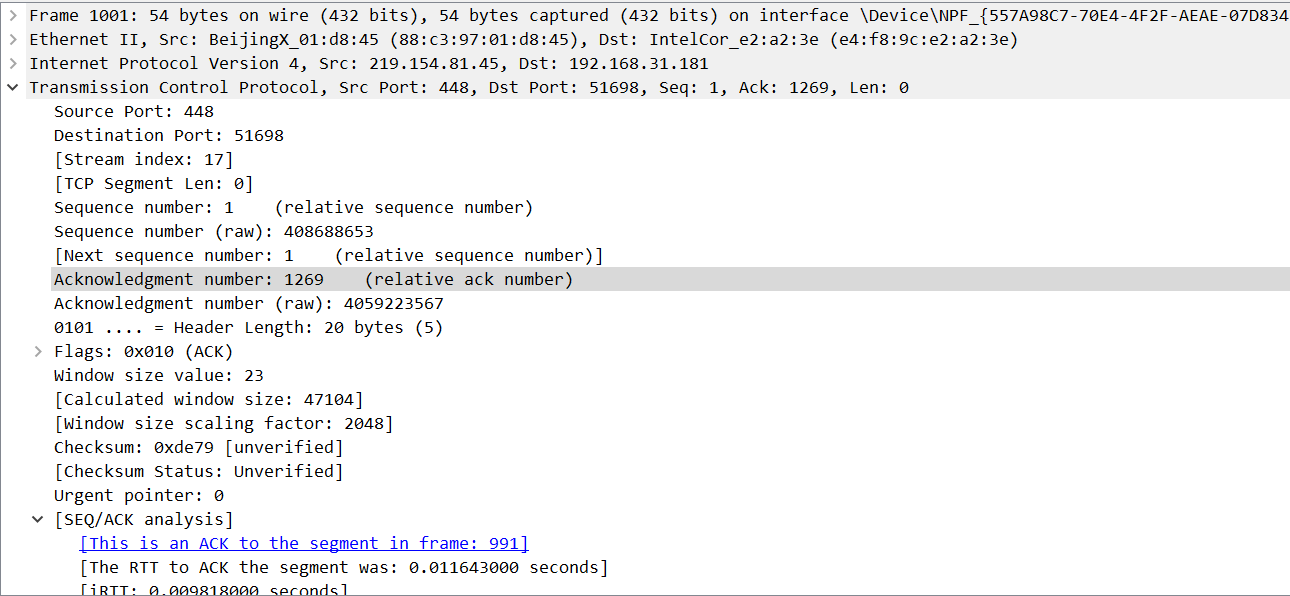 Frame 1001: 54 bytes on wire (432 bits), 54 bytes captured (432 bits) on interface \Device\NPF_{557A98C7-70E4-4F2F-AEAE-07D834
Ethernet II, Src: BeijingX_01:d8:45 (88:c3:97:01:d8:45), Dst: IntelCor_e2:a2:3e (e4:f8:9c:e2:a2:3e)
Internet Protocol Version 4, Src: 219.154.81.45, Dst: 192.168.31.181
Transmission Control Protocol, Src Port: 448, Dst Port: 51698, Seq: 1, Ack: 1269, Len: 0
Source Port: 448
Destination Port: 51698
[Stream index: 17]
[TCP Segment Len: 0]
Sequence number: 1    (relative sequence number)
Sequence number (raw): 408688653
[Next sequence number: 1    (relative sequence number)]
Acknowledgment number: 1269    (relative ack number)
Acknowledgment number (raw): 4059223567
0101 .... = Header Length: 20 bytes (5)
Flags: 0x010 (ACK)
Window size value: 23
[Calculated window size: 47104]
[Window size scaling factor: 2048]
Checksum: 0xde79 [unverified]
[Checksum Status: Unverified]
Urgent pointer: 0
[SEQ/ACK analysis]
[This is an ACK to the segment in frame: 991]
[The RTT to ACK the segment was: 0.011643000 seconds]
[iRTT: 0.009818000 seconds]